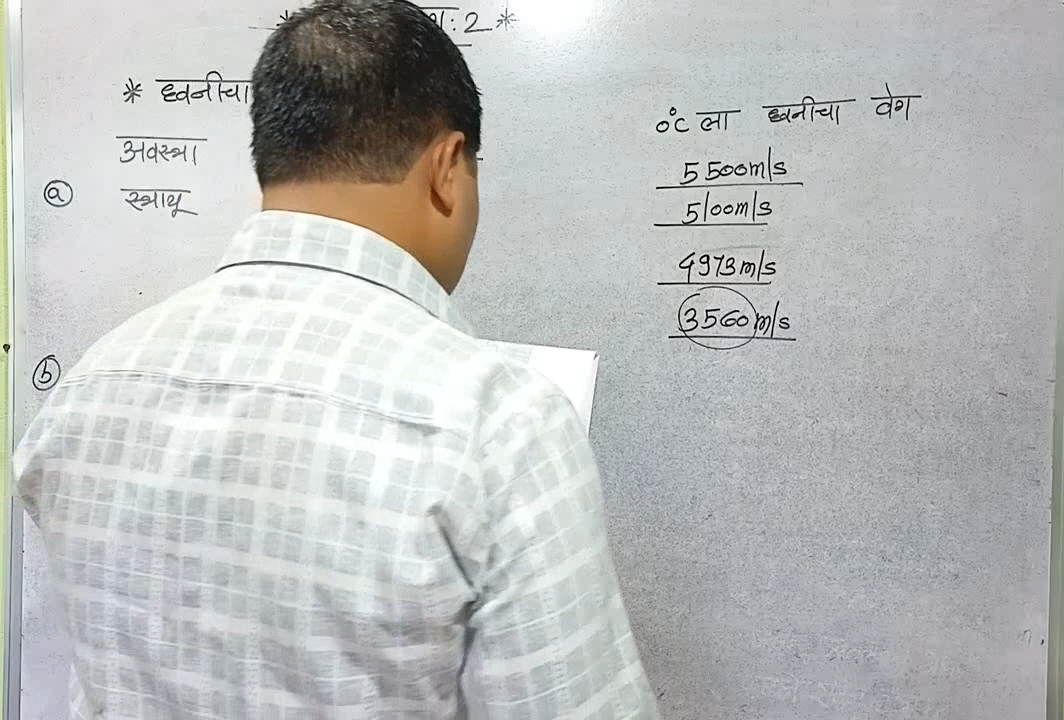 : 2 *
* ध्वनीचा
0°C ला ध्वनीचा वेग
अवस्था
5500m/s
ⓐ स्थायू
5100m/s
4973m/s
3560m/s
ⓑ